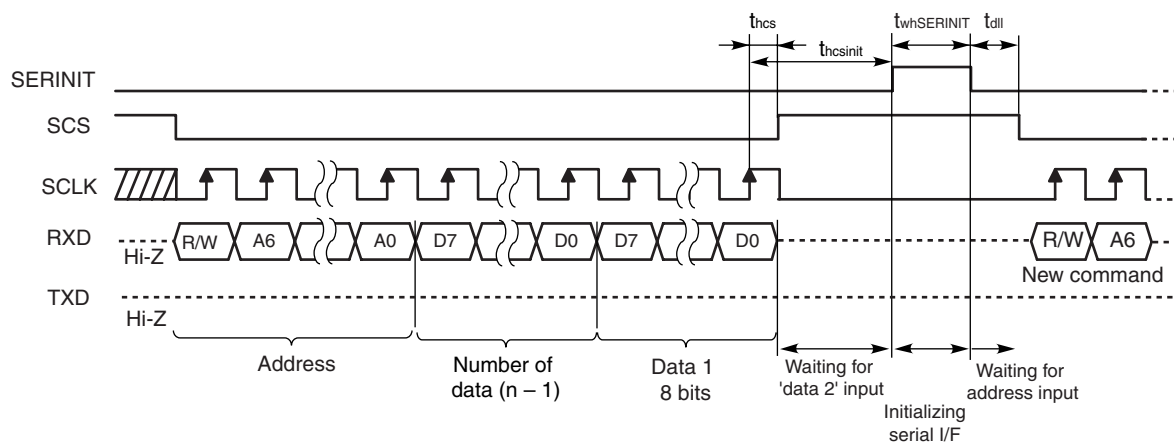 thcs
twhSERINIT
tdll
thcsinit
SERINIT
SCS
SCLK
RXD
Hi-Z
R/W
A6
A0
D7
D0
D7
D0
R/W
A6
New command
TXD
Hi-Z
Address
Number of
data (n – 1)
Data 1
8 bits
Waiting for
'data 2' input
Initializing
serial I/F
Waiting for
address input